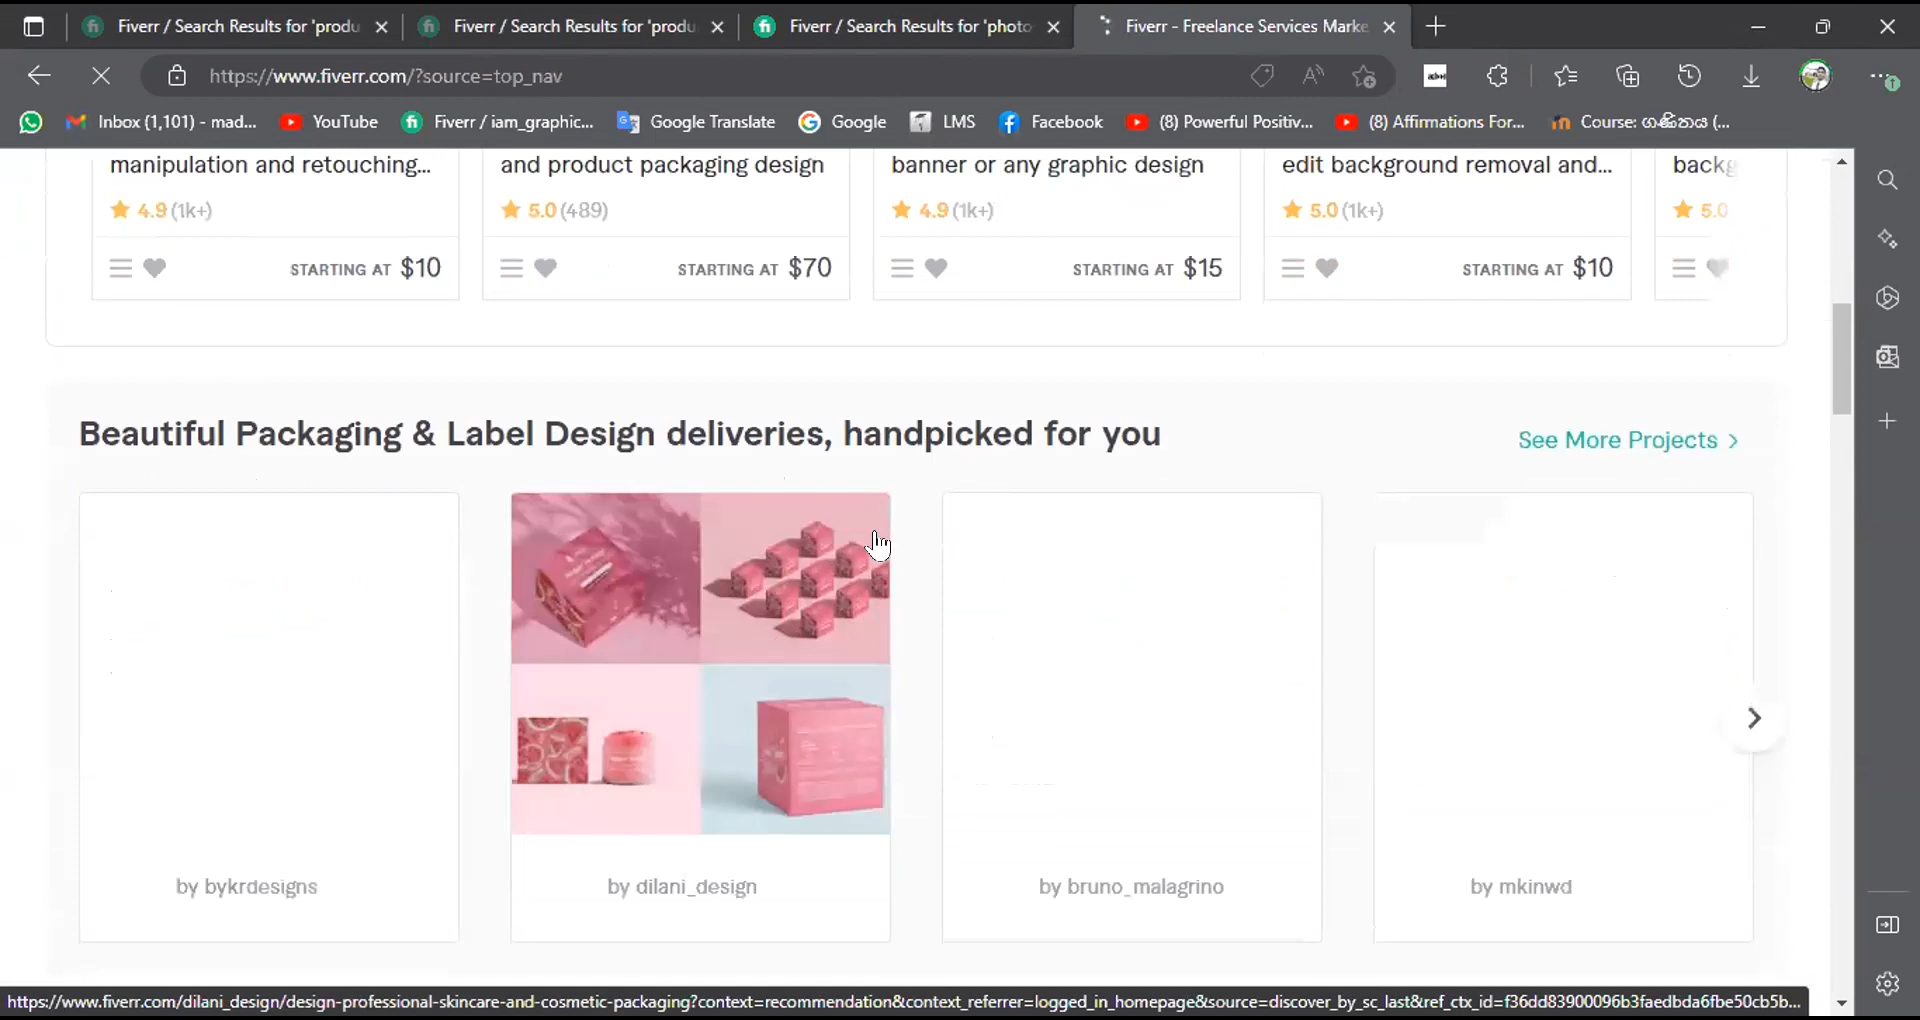 Fiverr / Search Results for 'produ
Fiverr / Search Results for 'produ
Fiverr / Search Results for 'photo
Fiverr - Freelance Services Marke
https://www.fiverr.com/?source=top_nav
Inbox (1,101) - mad...
YouTube
Fiverr / iam_graphic...
Google Translate
Google
LMS
Facebook
(8) Powerful Positiv...
(8) Affirmations For...
Course: ගණිතය (...
manipulation and retouching...
and product packaging design
banner or any graphic design
edit background removal and...
backg
4.9 (1k+)
5.0 (489)
4.9 (1k+)
5.0 (1k+)
5.0
STARTING AT $10
STARTING AT $70
STARTING AT $15
STARTING AT $10
Beautiful Packaging & Label Design deliveries, handpicked for you
See More Projects >
by bykrdesigns
by dilani_design
by bruno_malagrino
by mkinwd
https://www.fiverr.com/dilani_design/design-professional-skincare-and-cosmetic-packaging?context=recommendation&context_referrer=logged_in_homepage&source=discover_by_sc_last&ref_ctx_id=f36dd83900096b3faedbda6fbe50cb5b...